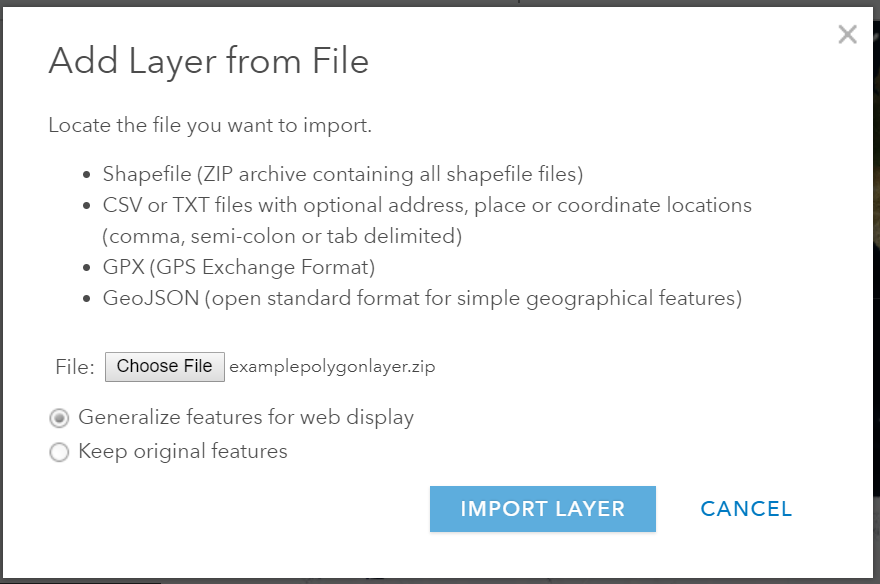 Add Layer from File
Locate the file you want to import.
Shapefile (ZIP archive containing all shapefile files)
CSV or TXT files with optional address, place or coordinate locations
(comma, semi-colon or tab delimited)
GPX (GPS Exchange Format)
GeoJSON (open standard format for simple geographical features)
File: Choose File examplepolygonlayer.zip
Generalize features for web display
Keep original features
IMPORT LAYER CANCEL